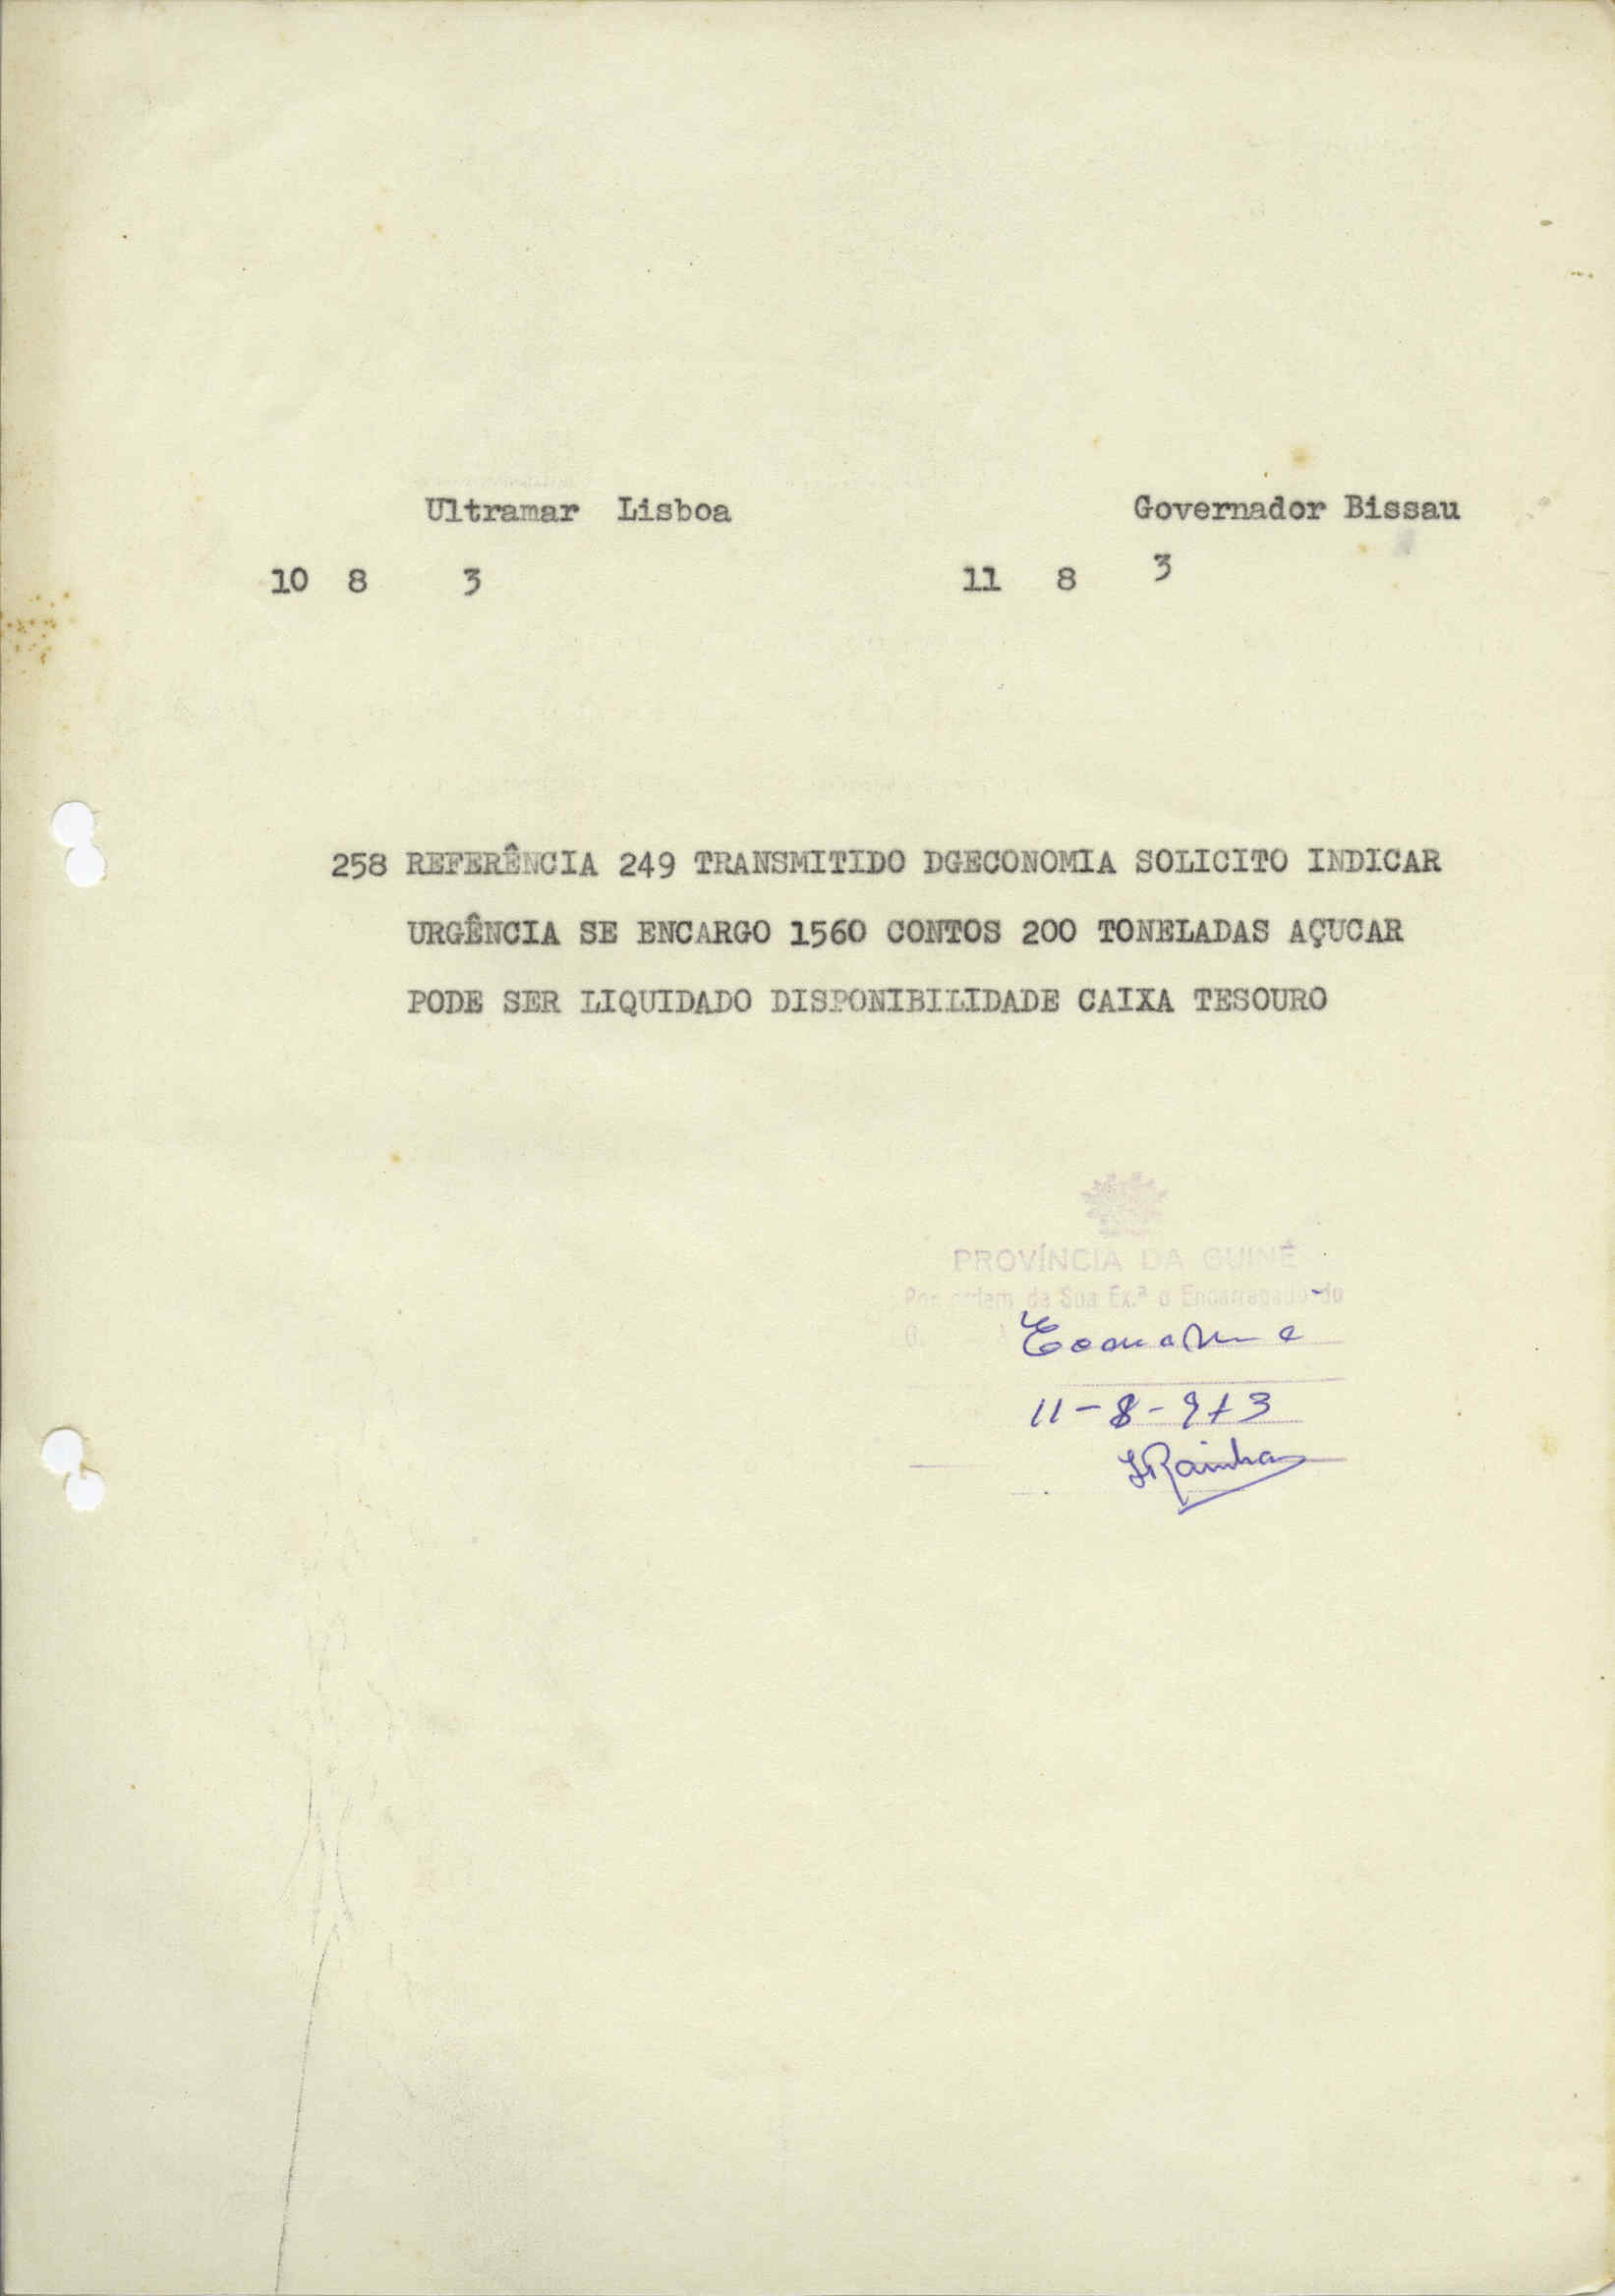 Ultramar Lisboa Governador Bissau
10 8 3 11 8 3
258 REFERÊNCIA 249 TRANSMITIDO DGECONOMIA SOLICITO INDICAR
URGÊNCIA SE ENCARGO 1560 CONTOS 200 TONELADAS AÇUCAR
PODE SER LIQUIDADO DISPONIBILIDADE CAIXA TESOURO
PROVÍNCIA DA GUINÉ
Por ordem de Sua Ex.ª o Encarregado do
11-8-973